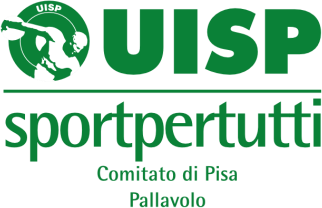 UISP
UISP
sportpertutti
Comitato di Pisa
Pallavolo